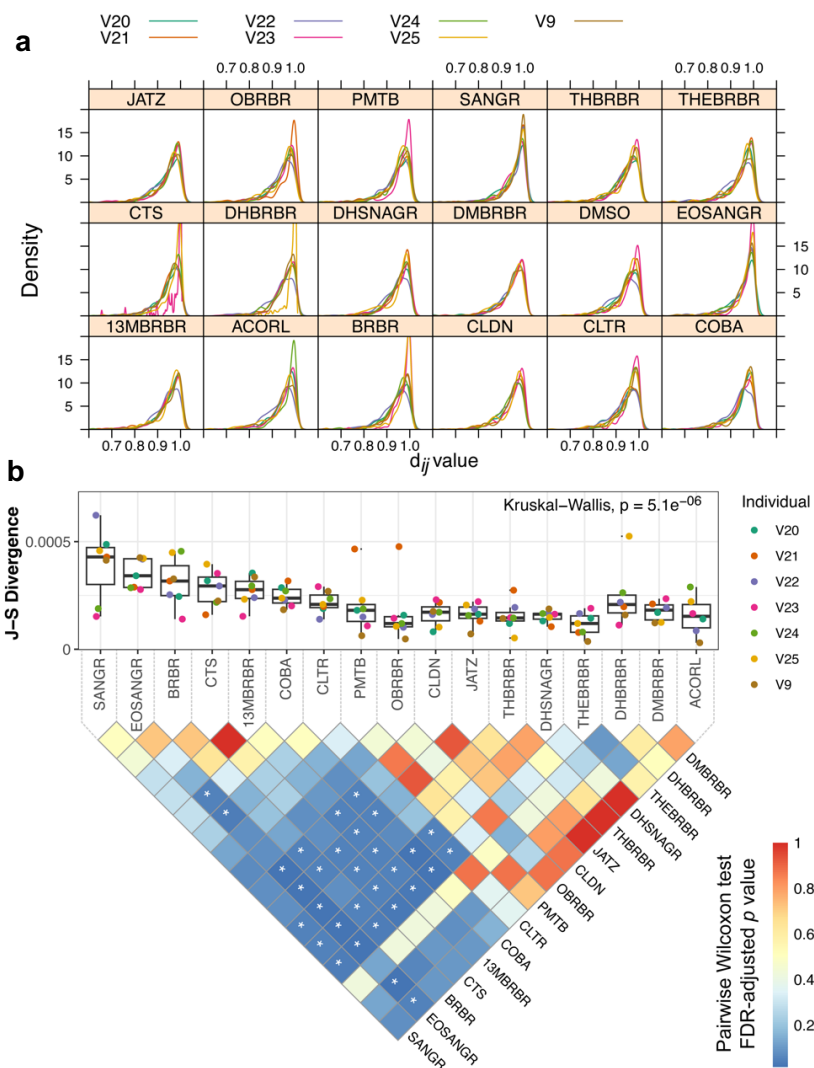 a
V20 V22 V24 V9
V21 V23 V25
0.7 0.8 0.9 1.0 0.7 0.8 0.9 1.0 0.7 0.8 0.9 1.0
JATZ OBRBR PMTB SANGR THBRBR THEBRBR
15
10
5
CTS DHBRBR DHSNAGR DMBRBR DMSO EOSANGR
15
10
5
13MBRBR ACORL BRBR CLDN CLTR COBA
15
10
5
0.7 0.8 0.9 1.0 0.7 0.8 0.9 1.0 0.7 0.8 0.9 1.0
Density
dij value
b
Kruskal−Wallis, p = 5.1e−06
J−S Divergence
0.0005
0
SANGR EOSANGR BRBR CTS 13MBRBR COBA CLTR PMTB OBRBR CLDN JATZ THBRBR DHSNAGR THEBRBR DHBRBR DMBRBR ACORL
Individual
V20
V21
V22
V23
V24
V25
V9
DMBRBR
DHBRBR
THEBRBR
DHSNAGR
THBRBR
JATZ
CLDN
OBRBR
PMTB
CLTR
COBA
13MBRBR
CTS
BRBR
EOSANGR
SANGR
* * * * * * * * * * * * * * * * * * * * * * * * * * * * *
Pairwise Wilcoxon test
FDR-adjusted p value
1
0.8
0.6
0.4
0.2